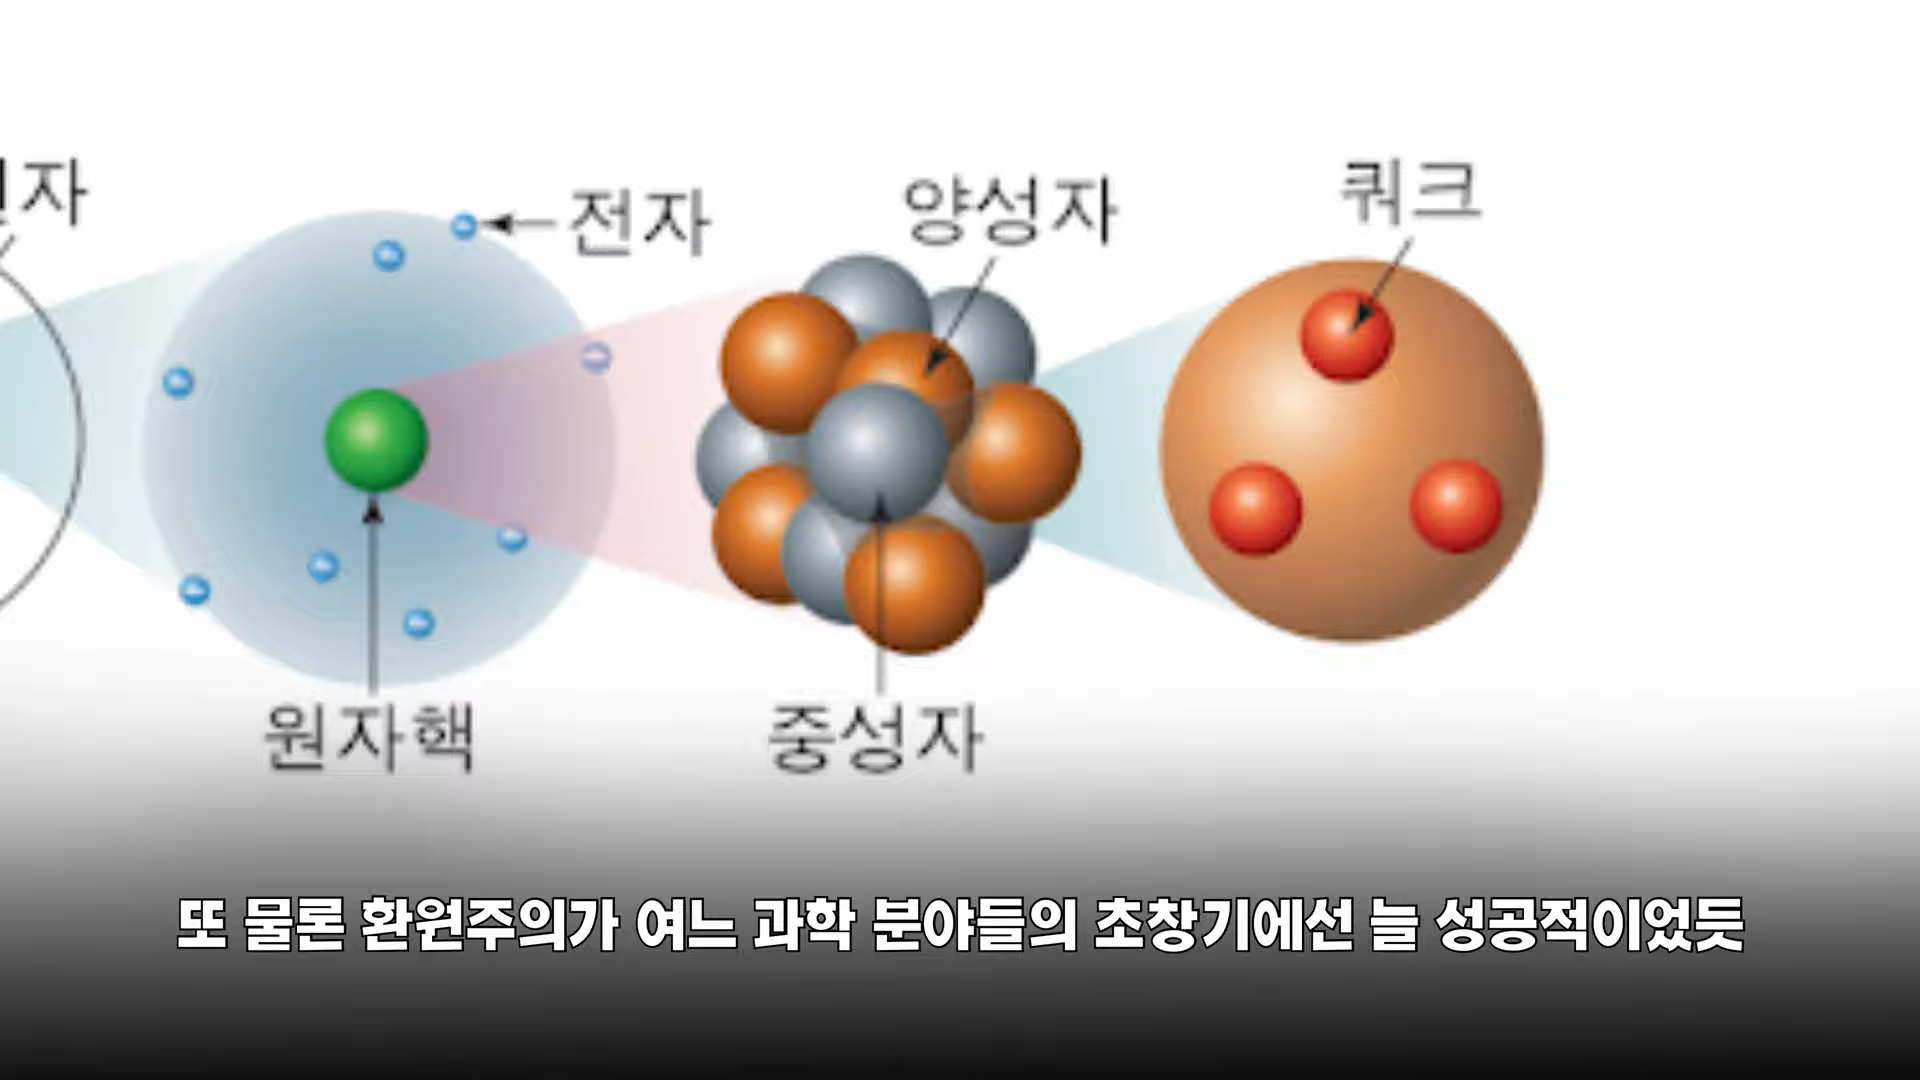 양성자
쿼크
전자
원자핵
중성자
또 물론 환원주의가 여느 과학 분야들의 초창기에선 늘 성공적이었듯